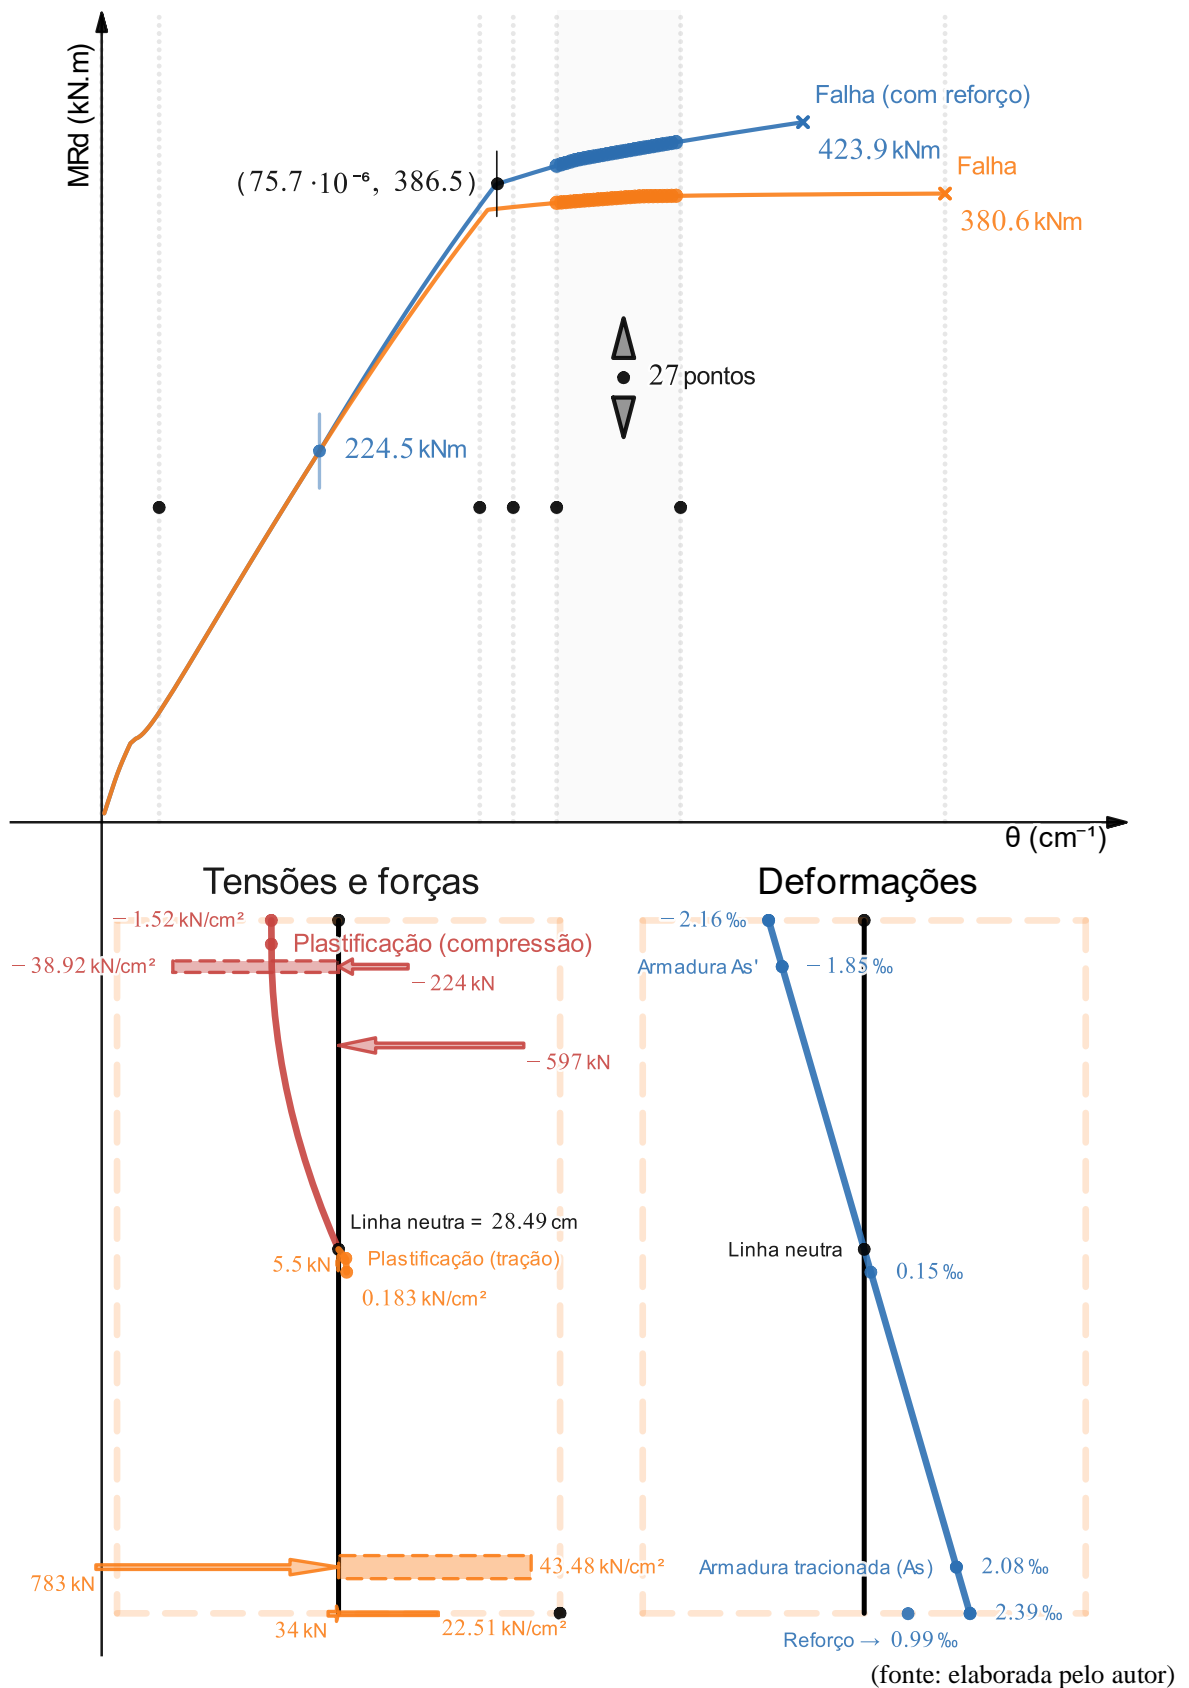 MRd (kN.m)
Falha (com reforço)
423.9 kNm
Falha
(75.7 ·10⁻⁶, 386.5)
380.6 kNm
27 pontos
224.5 kNm
θ (cm⁻¹)
Tensões e forças
Deformações
−1.52 kN/cm²
−2.16 ‰
Plastificação (compressão)
−38.92 kN/cm²
Armadura As'
−1.85 ‰
−224 kN
−597 kN
Linha neutra = 28.49 cm
Linha neutra
5.5 kN
Plastificação (tração)
0.15 ‰
0.183 kN/cm²
43.48 kN/cm²
Armadura tracionada (As)
2.08 ‰
783 kN
2.39 ‰
34 kN
22.51 kN/cm²
Reforço → 0.99 ‰
(fonte: elaborada pelo autor)